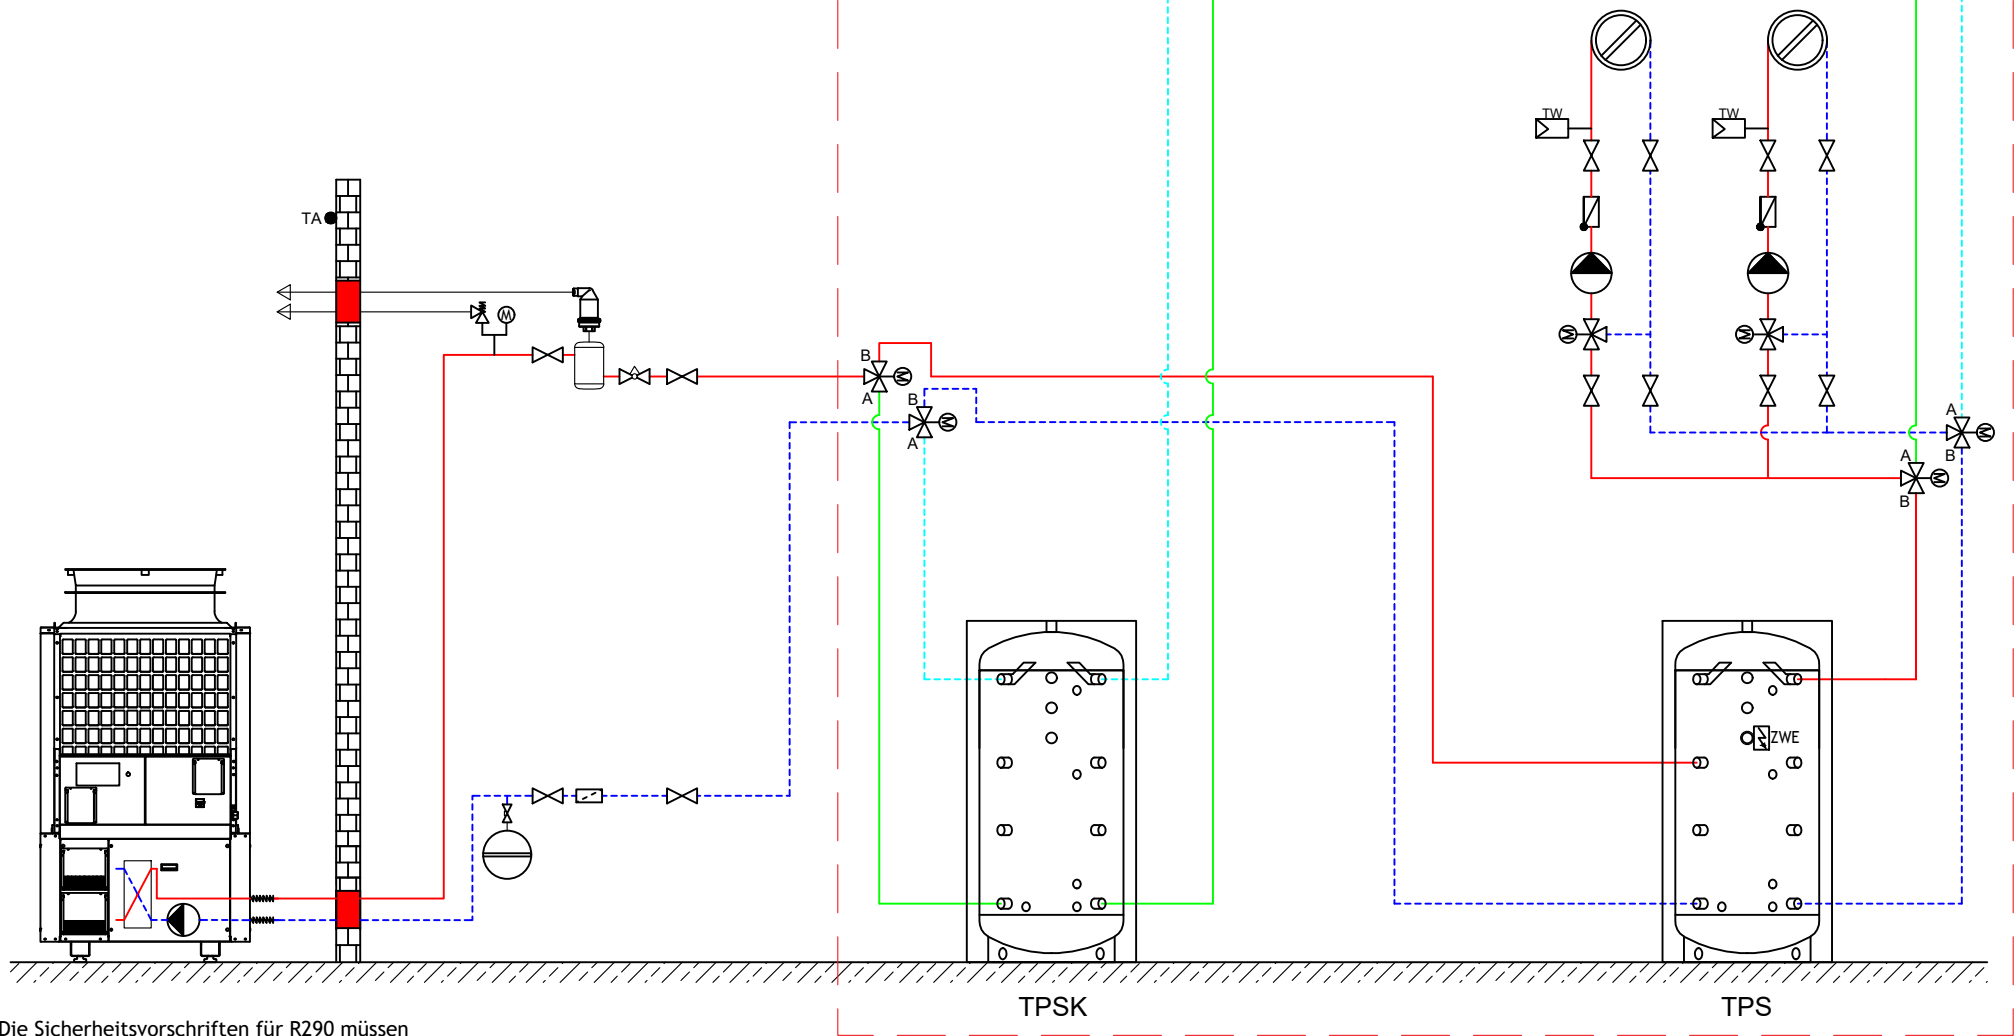 TW
TW
TA
M
B
M
A
B
M
A
M
M
A
M
B
A
M
B
ZWE
TPSK
TPS
Die Sicherheitsvorschriften für R290 müssen